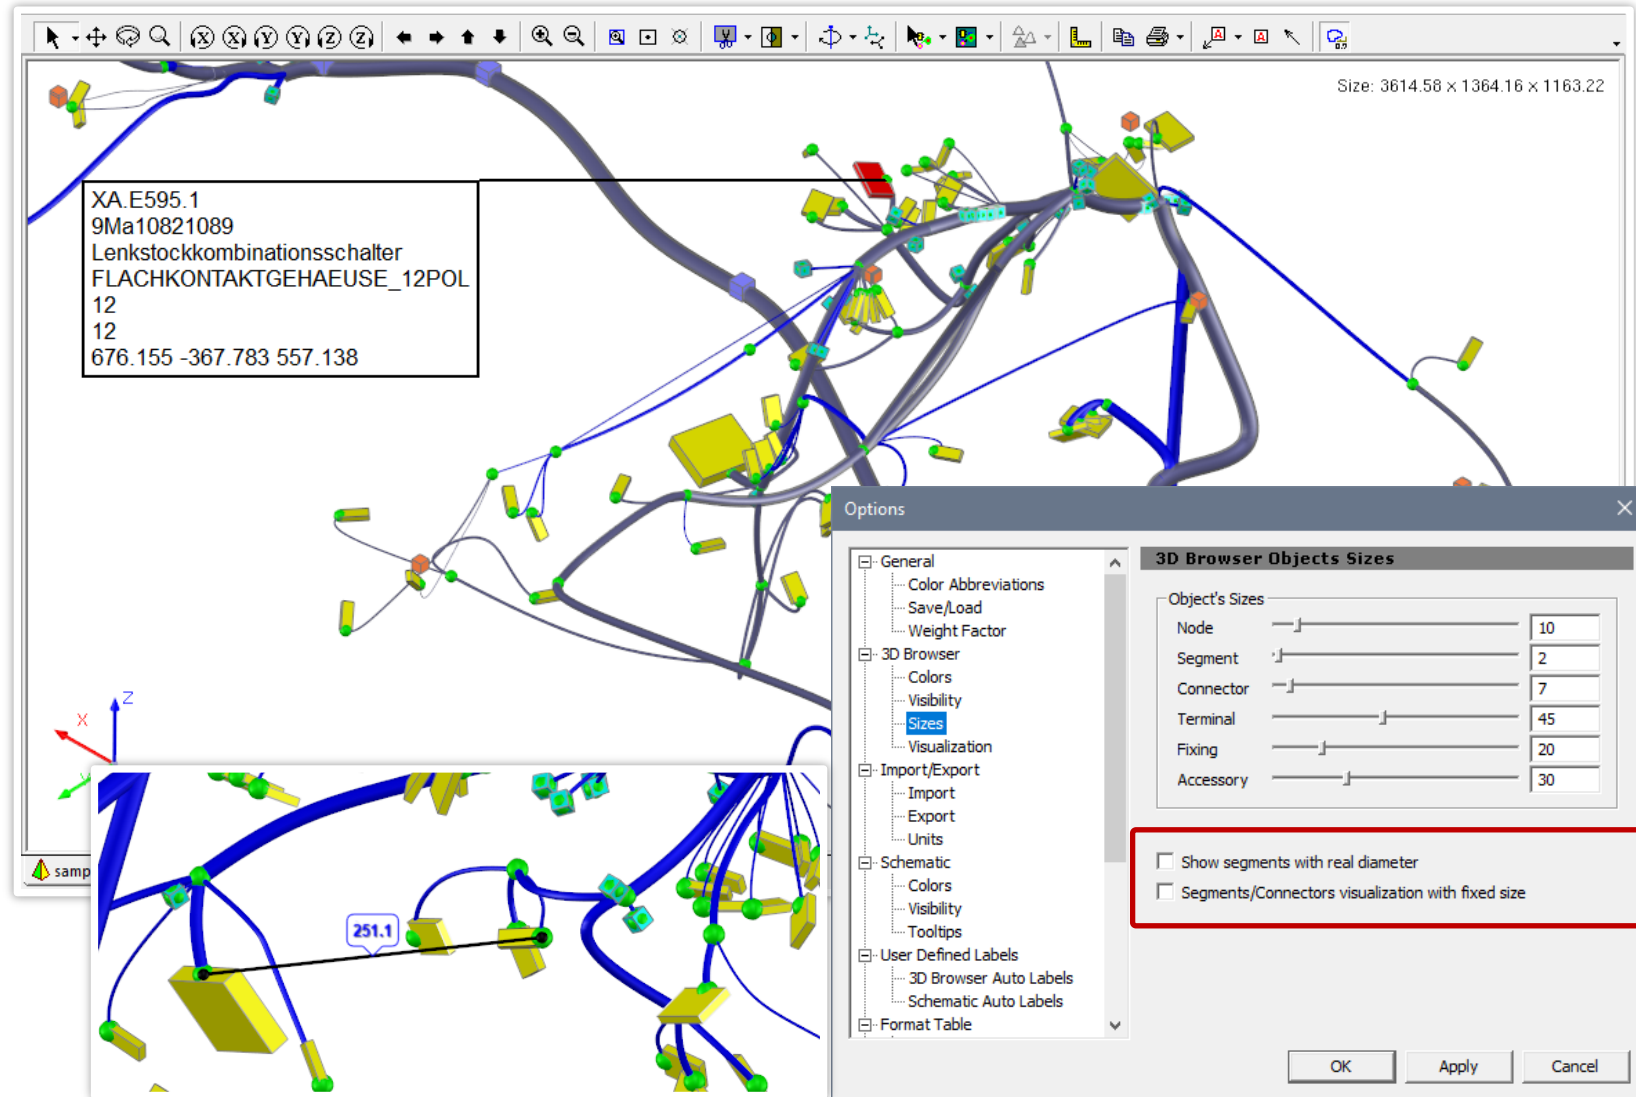 Size: 3614.58 x 1364.16 x 1163.22
XA.E595.1
9Ma10821089
Lenkstockkombinationsschalter
FLACHKONTAKTGEHAEUSE_12POL
12
12
676.155 -367.783 557.138
Z
X
samp
251.1
Options
General
Color Abbreviations
Save/Load
Weight Factor
3D Browser
Colors
Visibility
Sizes
Visualization
Import/Export
Import
Export
Units
Schematic
Colors
Visibility
Tooltips
User Defined Labels
3D Browser Auto Labels
Schematic Auto Labels
Format Table
3D Browser Objects Sizes
Object's Sizes
Node 10
Segment 2
Connector 7
Terminal 45
Fixing 20
Accessory 30
Show segments with real diameter
Segments/Connectors visualization with fixed size
OK
Apply
Cancel